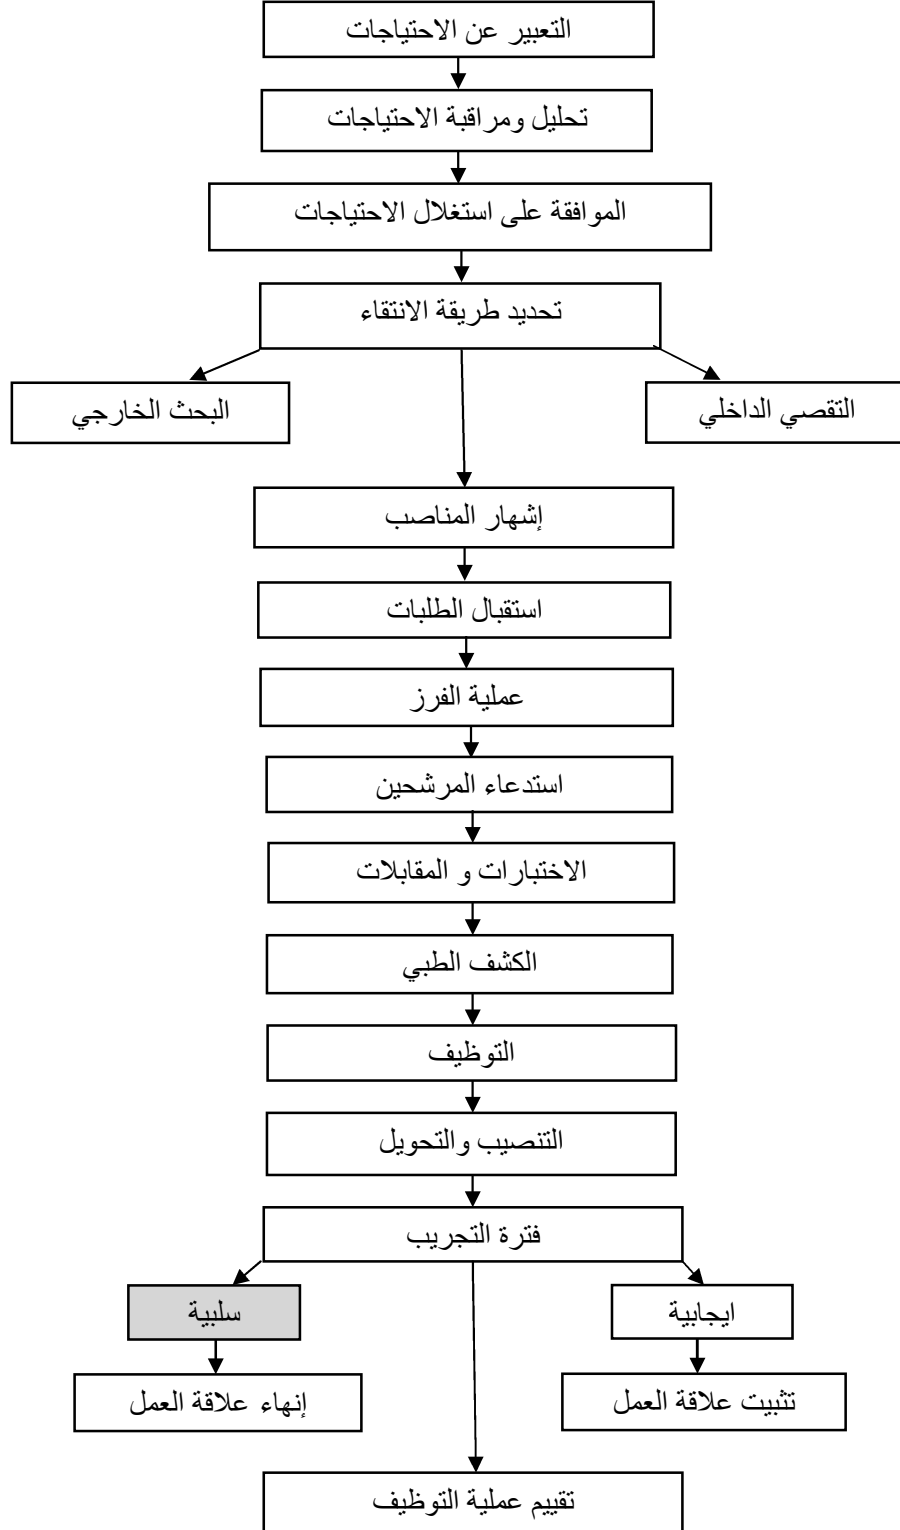 التعبير عن الاحتياجات
تحليل ومراقبة الاحتياجات
الموافقة على استغلال الاحتياجات
تحديد طريقة الانتقاء
التقصي الداخلي
البحث الخارجي
إشهار المناصب
استقبال الطلبات
عملية الفرز
استدعاء المرشحين
الاختبارات و المقابلات
الكشف الطبي
التوظيف
التنصيب والتحويل
فترة التجريب
ايجابية
سلبية
تثبيت علاقة العمل
إنهاء علاقة العمل
تقييم عملية التوظيف